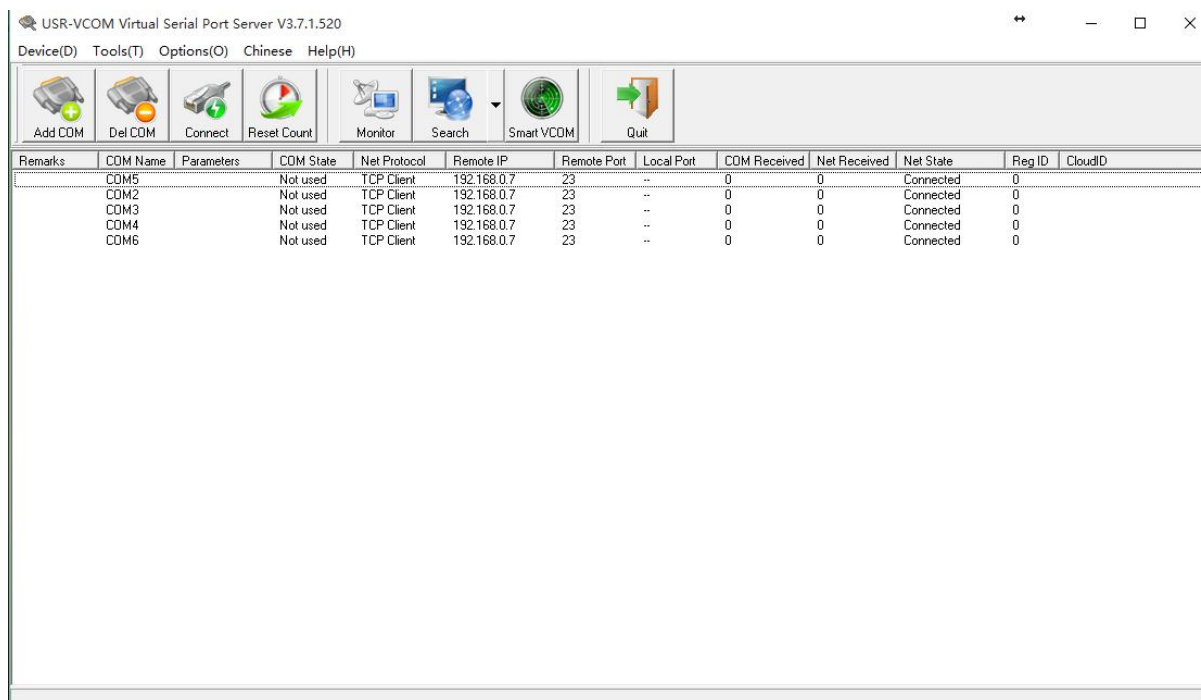 USR-VCOM Virtual Serial Port Server V3.7.1.520
Device(D) Tools(T) Options(O) Chinese Help(H)
Add COM Del COM Connect Reset Count Monitor Search Smart VCOM Quit
Remarks COM Name Parameters COM State Net Protocol Remote IP Remote Port Local Port COM Received Net Received Net State Reg ID CloudID
COM5 Not used TCP Client 192.168.0.7 23 -- 0 0 Connected 0
COM2 Not used TCP Client 192.168.0.7 23 -- 0 0 Connected 0
COM3 Not used TCP Client 192.168.0.7 23 -- 0 0 Connected 0
COM4 Not used TCP Client 192.168.0.7 23 -- 0 0 Connected 0
COM6 Not used TCP Client 192.168.0.7 23 -- 0 0 Connected 0